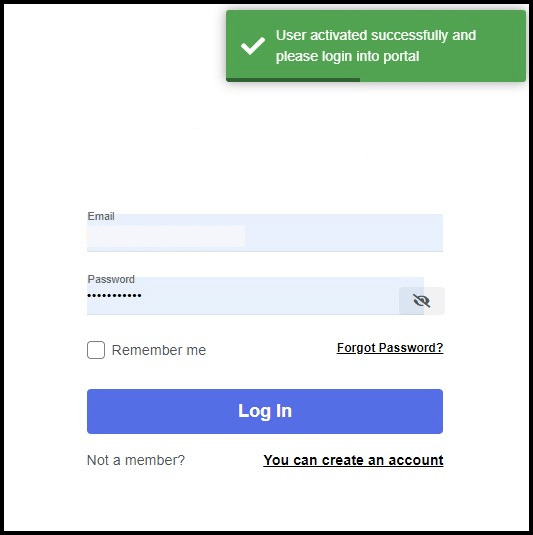 User activated successfully and
please login into portal
Email
Password
•••••••••••
Remember me
Forgot Password?
Log In
Not a member?
You can create an account